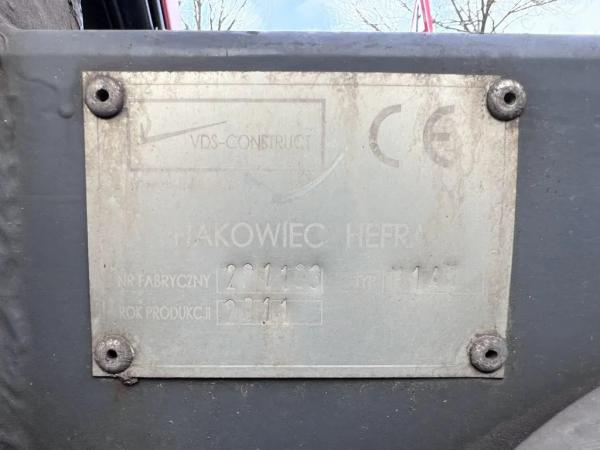 VDS-CONSTRUCT
CE
HAKOWIEC HEFRA
NR FABRYCZNY TYP
ROK PRODUKCJI 2011